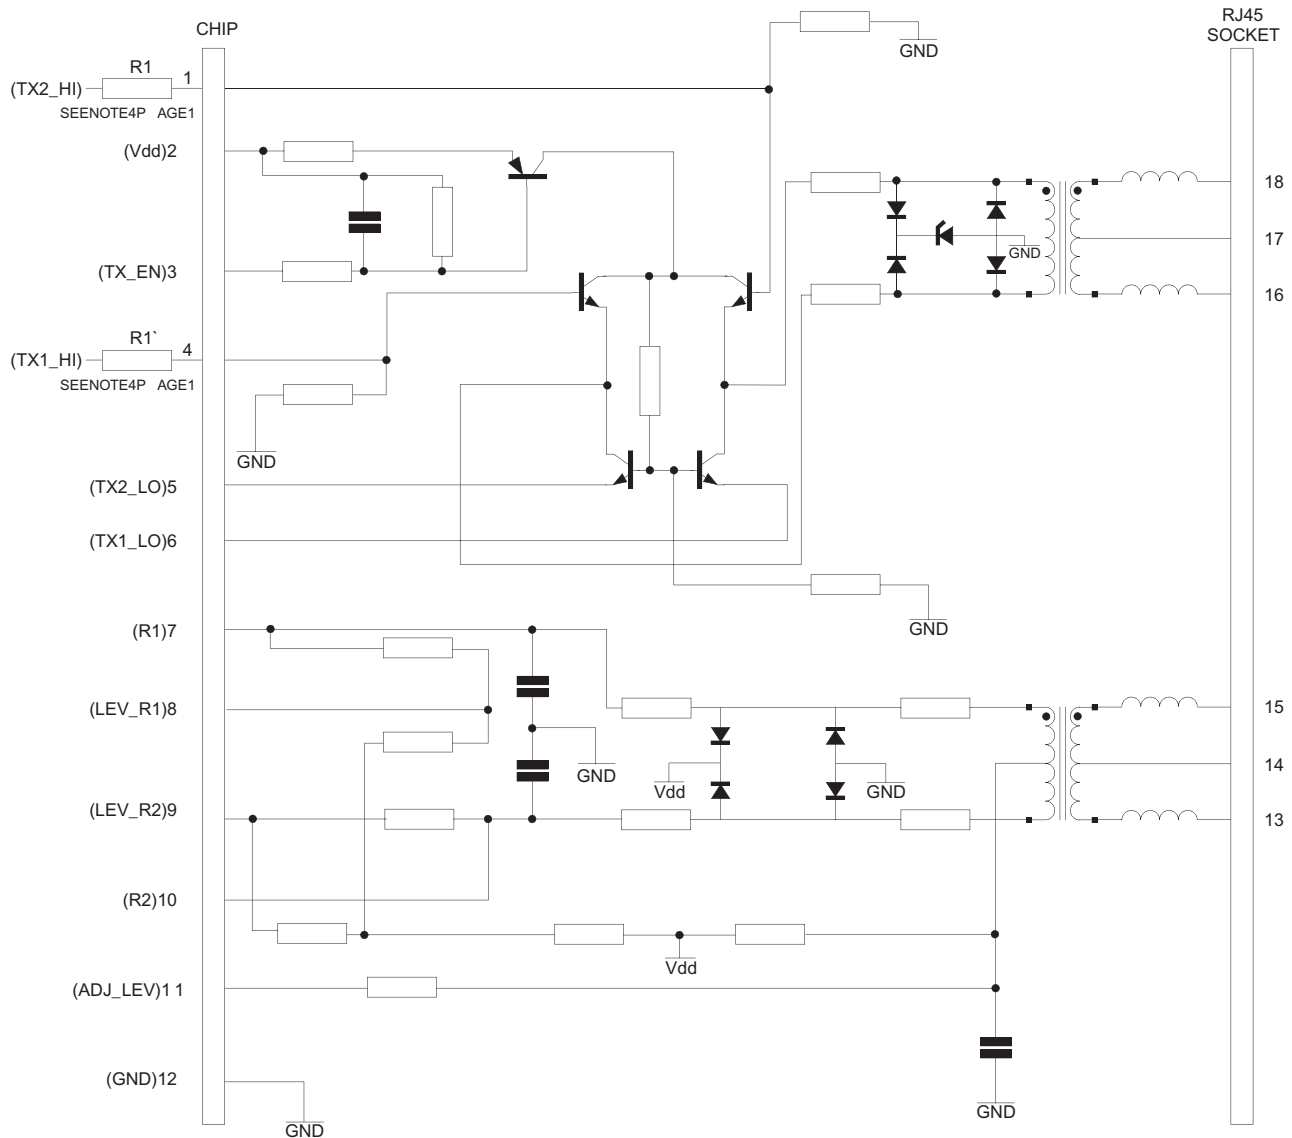 RJ45
SOCKET
CHIP
GND
R1
(TX2_HI)
1
SEENOTE4P AGE1
(Vdd)2
18
17
GND
(TX_EN)3
16
R1`
4
(TX1_HI)
SEENOTE4P AGE1
GND
(TX2_LO)5
(TX1_LO)6
GND
(R1)7
(LEV_R1)8
15
GND
14
Vdd
GND
(LEV_R2)9
13
(R2)10
Vdd
(ADJ_LEV)1 1
(GND)12
GND
GND